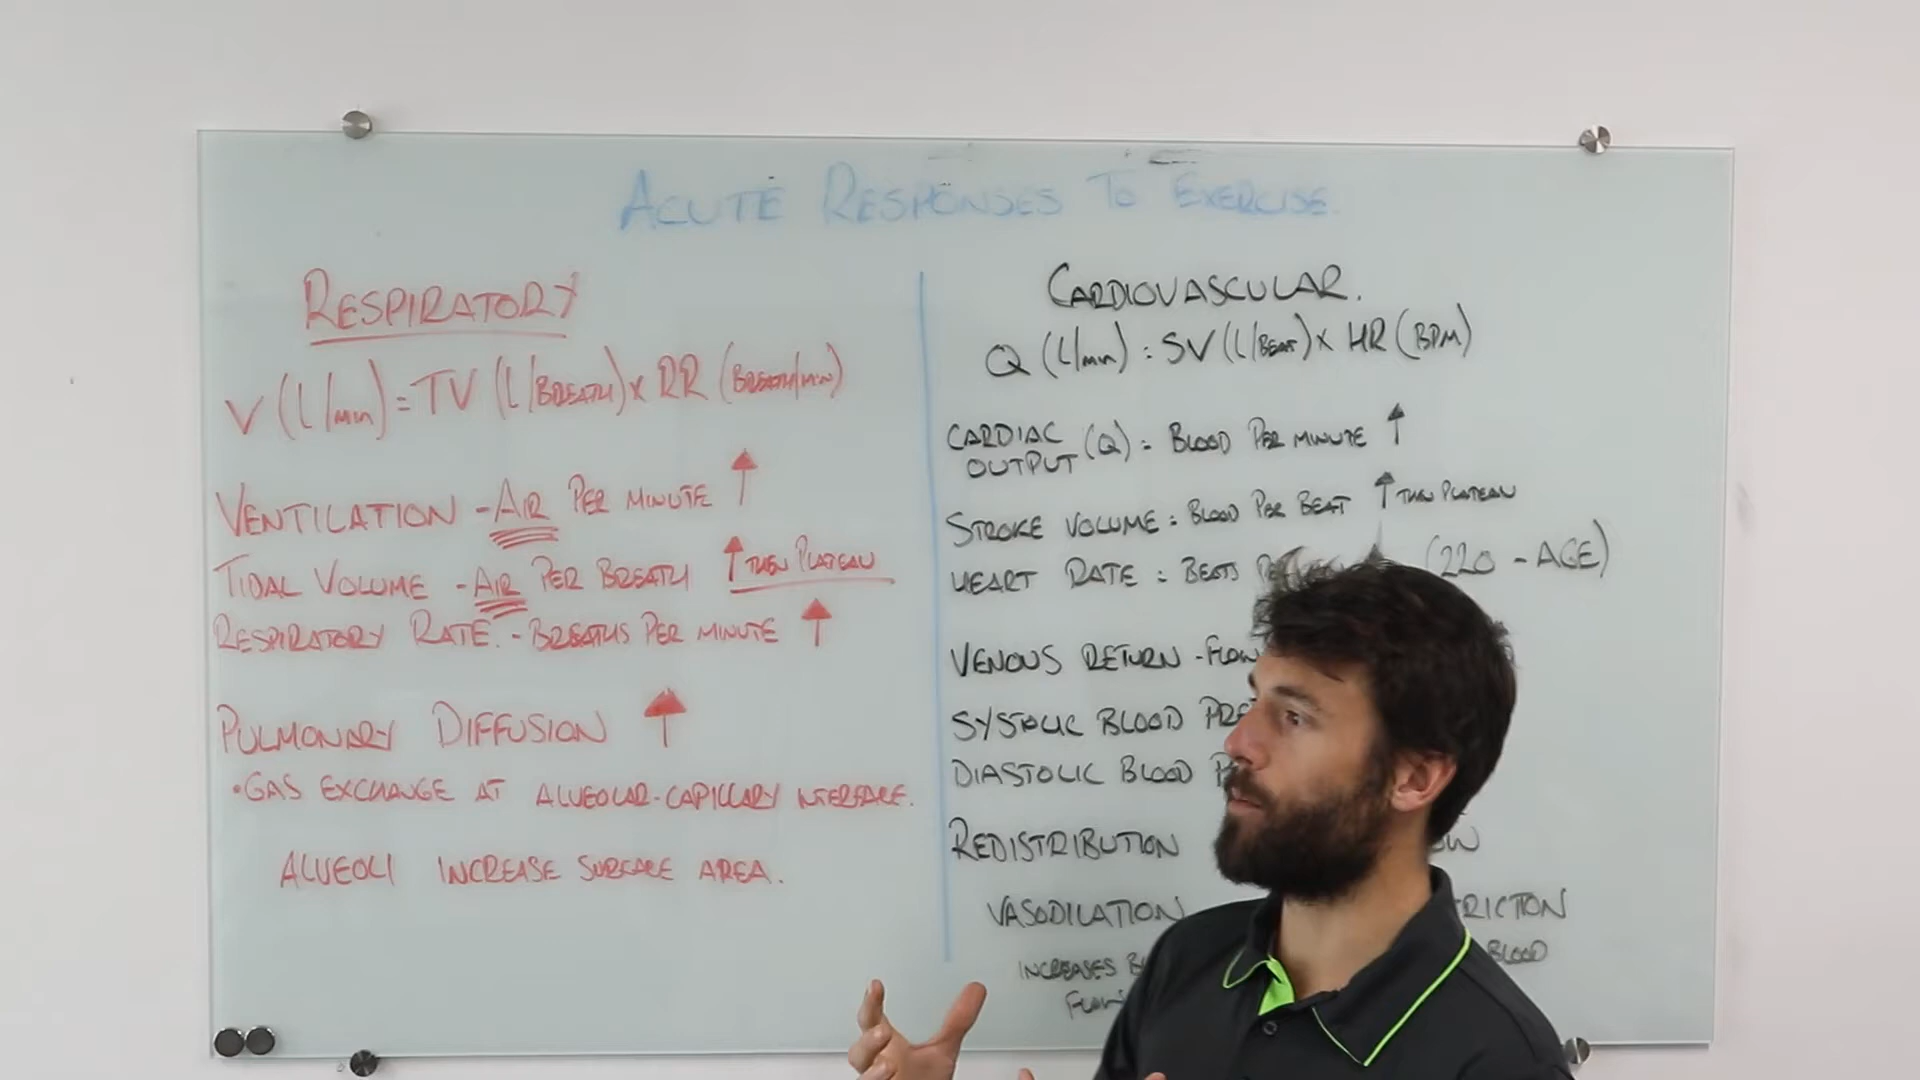 ACUTE RESPONSES TO EXERCISE.
RESPIRATORY
V (L/min) = TV (L/BREATH) x RR (BREATH/MIN)
VENTILATION - AIR PER MINUTE ↑
TIDAL VOLUME - AIR PER BREATH ↑ THEN PLATEAU
RESPIRATORY RATE. - BREATHS PER MINUTE ↑
PULMONARY DIFFUSION ↑
• GAS EXCHANGE AT ALVEOLAR-CAPILLARY INTERFACE.
ALVEOLI INCREASE SURFACE AREA.
CARDIOVASCULAR.
Q (L/min) = SV (L/BEAT) x HR (BPM)
CARDIAC OUTPUT (Q) = BLOOD PER MINUTE ↑
STROKE VOLUME = BLOOD PER BEAT ↑ THEN PLATEAU
HEART RATE = BEATS (220 - AGE)
VENOUS RETURN - FLOW
SYSTOLIC BLOOD
DIASTOLIC BLOOD
REDISTRIBUTION
VASODILATION
INCREASES
FLOW
BLOOD